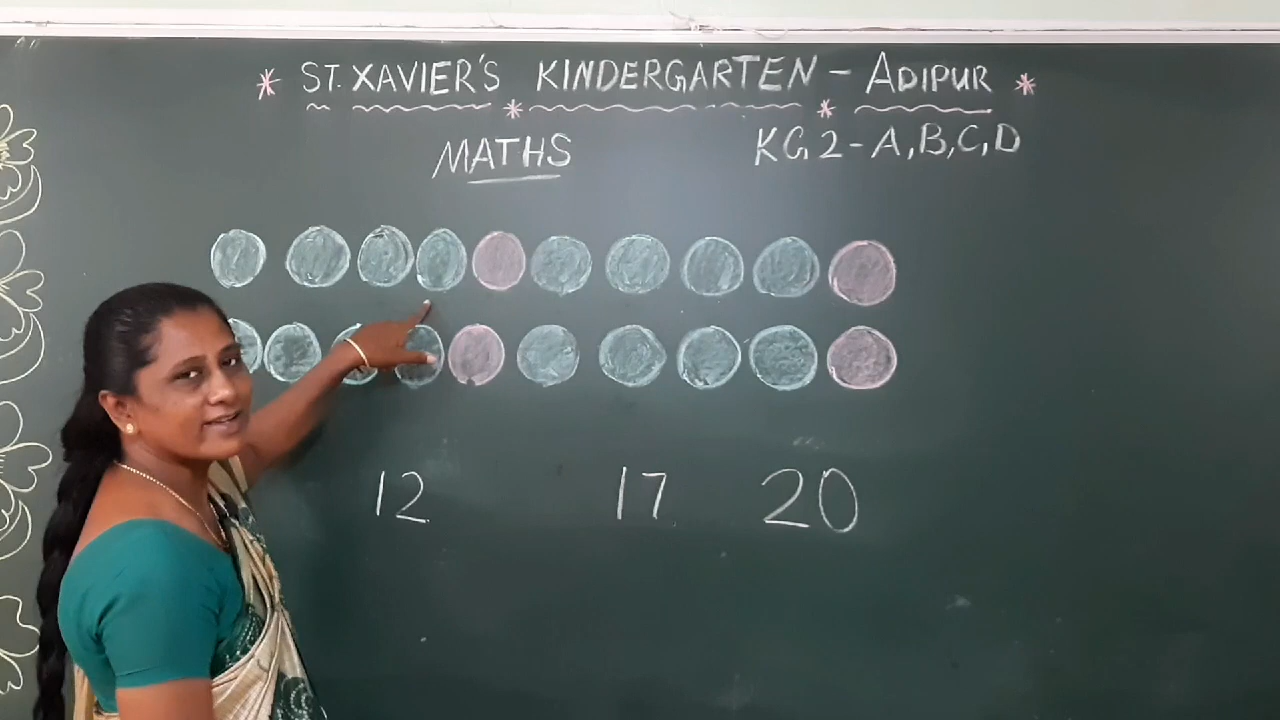 * ST. XAVIER'S * KINDERGARTEN - * ADIPUR *
MATHS KG 2 - A, B, C, D
12 17 20